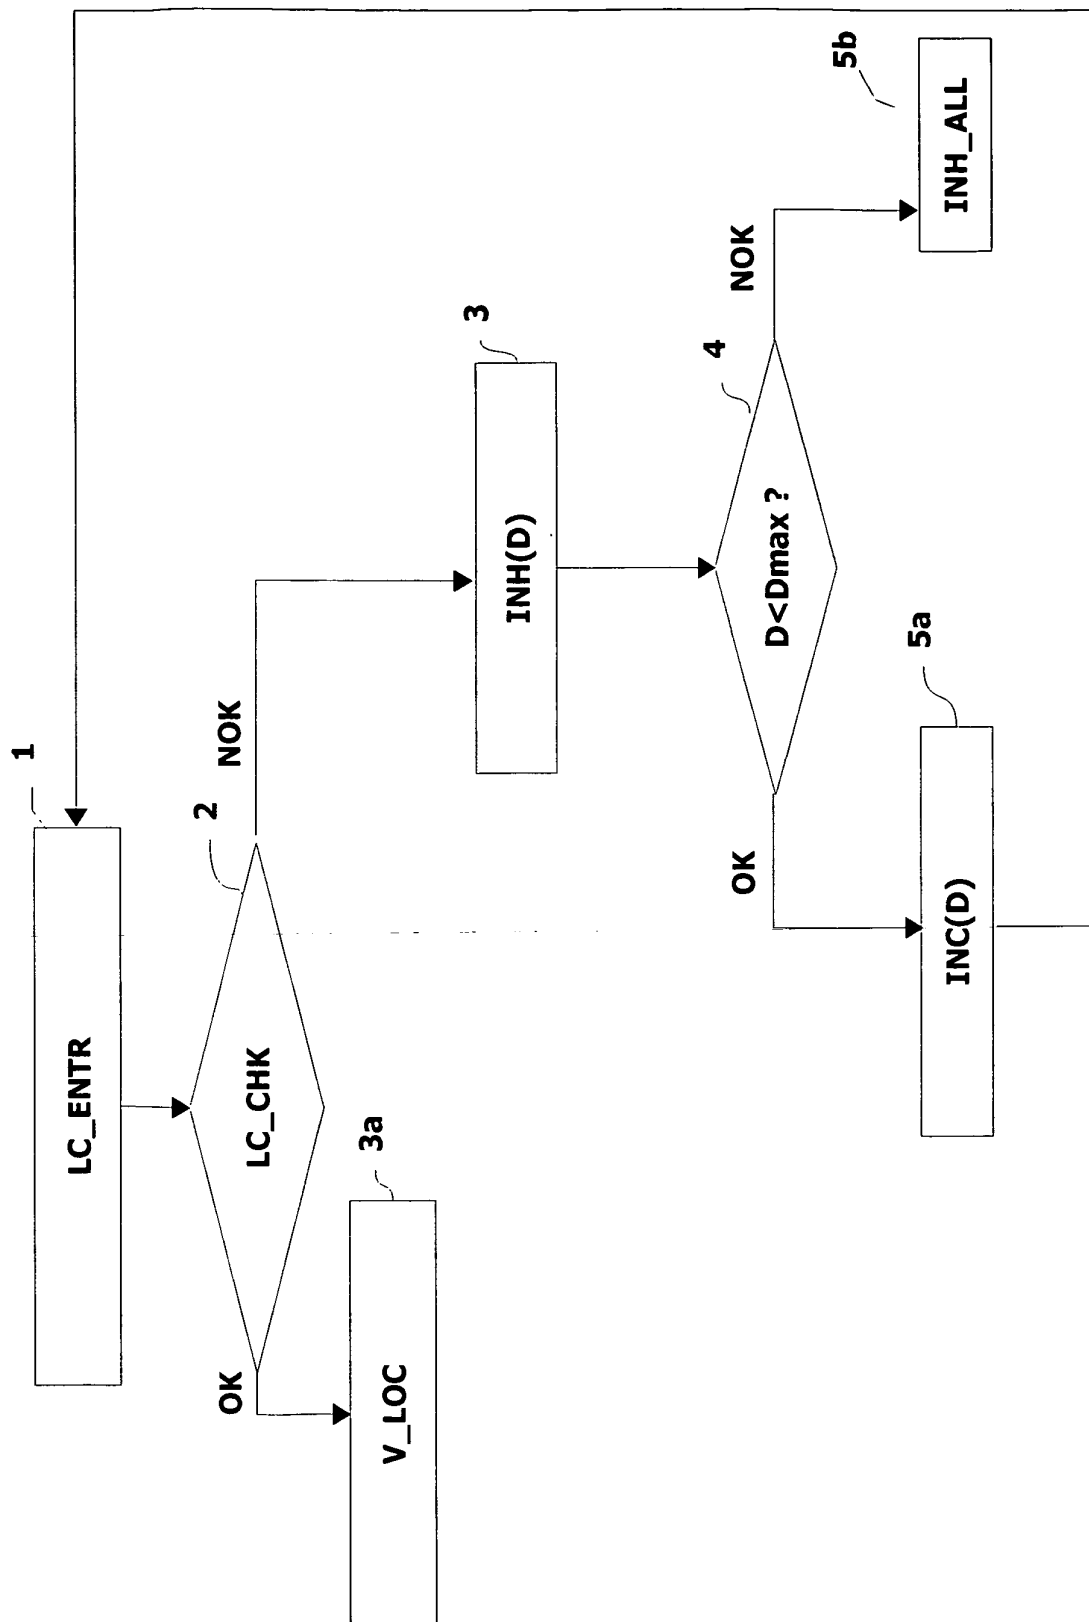 1
LC_ENTR
2
LC_CHK
OK
NOK
3a
V_LOC
3
INH(D)
4
D<Dmax ?
OK
NOK
5a
INC(D)
5b
INH_ALL